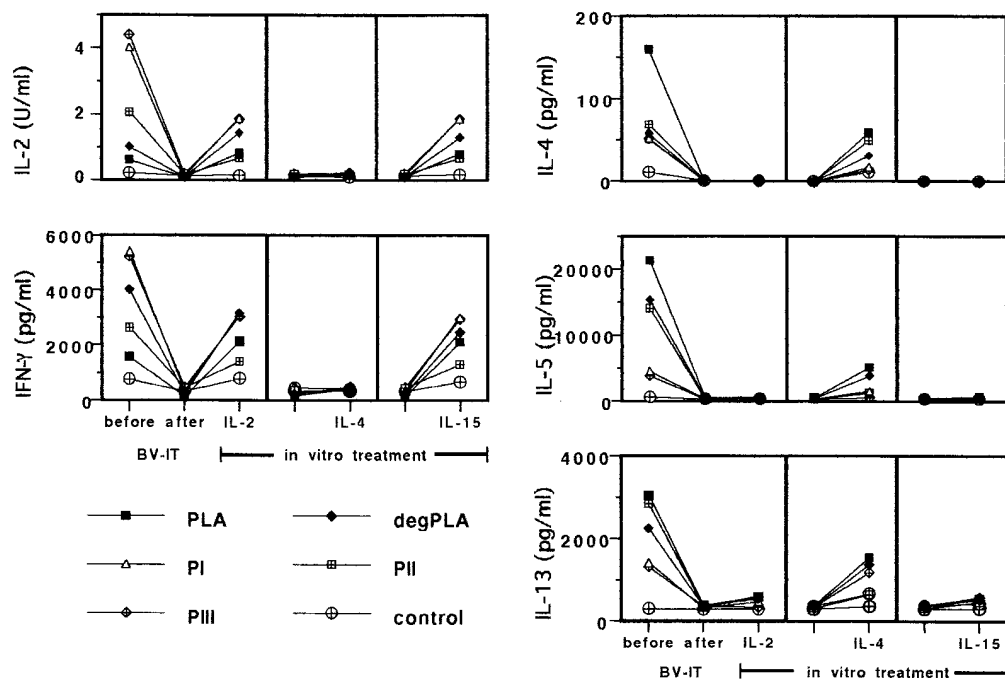 IL-2 (U/ml)
4
2
0
IFN-γ (pg/ml)
6000
4000
2000
0
before after IL-2 IL-4 IL-15
BV-IT in vitro treatment
PLA degPLA
PI PII
PIII control
IL-4 (pg/ml)
200
100
0
IL-5 (pg/ml)
20000
10000
0
IL-13 (pg/ml)
4000
2000
0
before after IL-2 IL-4 IL-15
BV-IT in vitro treatment